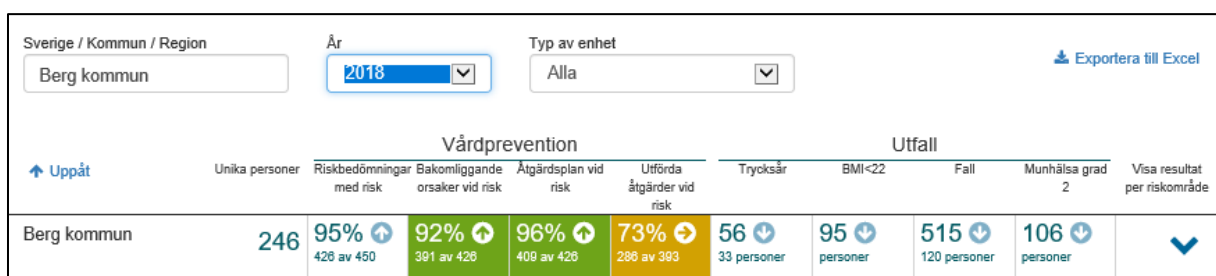 Sverige / Kommun / Region År Typ av enhet
Berg kommun 2018 Alla Exportera till Excel
Vårdprevention Utfall
Uppåt Unika personer Riskbedömningar med risk Bakomliggande orsaker vid risk Åtgärdsplan vid risk Utförda åtgärder vid risk Trycksår BMI<22 Fall Munhälsa grad 2 Visa resultat per riskområde
Berg kommun 246 95% 92% 96% 73% 56 95 515 106
426 av 450 391 av 426 409 av 426 286 av 393 33 personer personer 120 personer personer